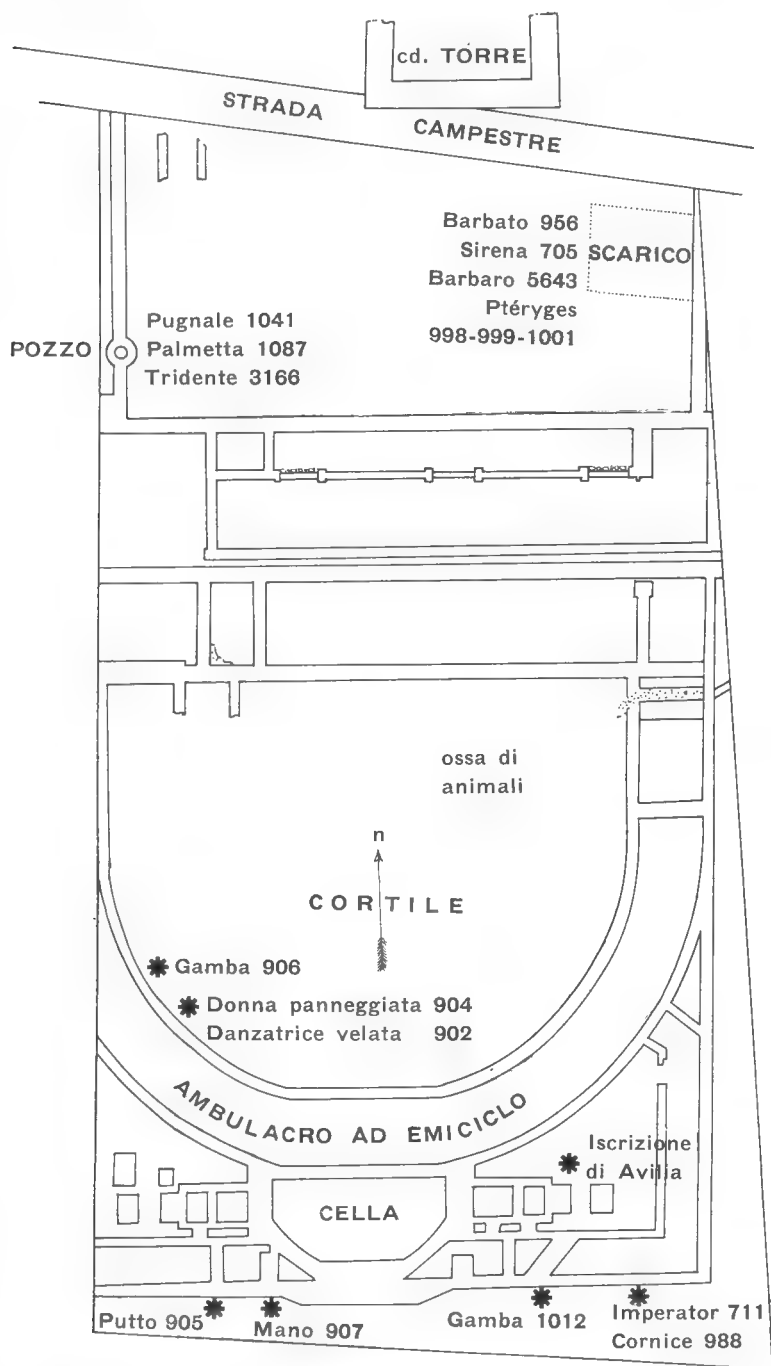 cd. TORRE
STRADA CAMPESTRE
Barbato 956
Sirena 705
SCARICO
Barbaro 5643
Ptéryges
998-999-1001
Pugnale 1041
POZZO
Palmetta 1087
Tridente 3166
ossa di
animali
n
CORTILE
Gamba 906
Donna panneggiata 904
Danzatrice velata 902
AMBULACRO AD EMICICLO
Iscrizione
di Avilia
CELLA
Putto 905
Mano 907
Gamba 1012
Imperator 711
Cornice 988